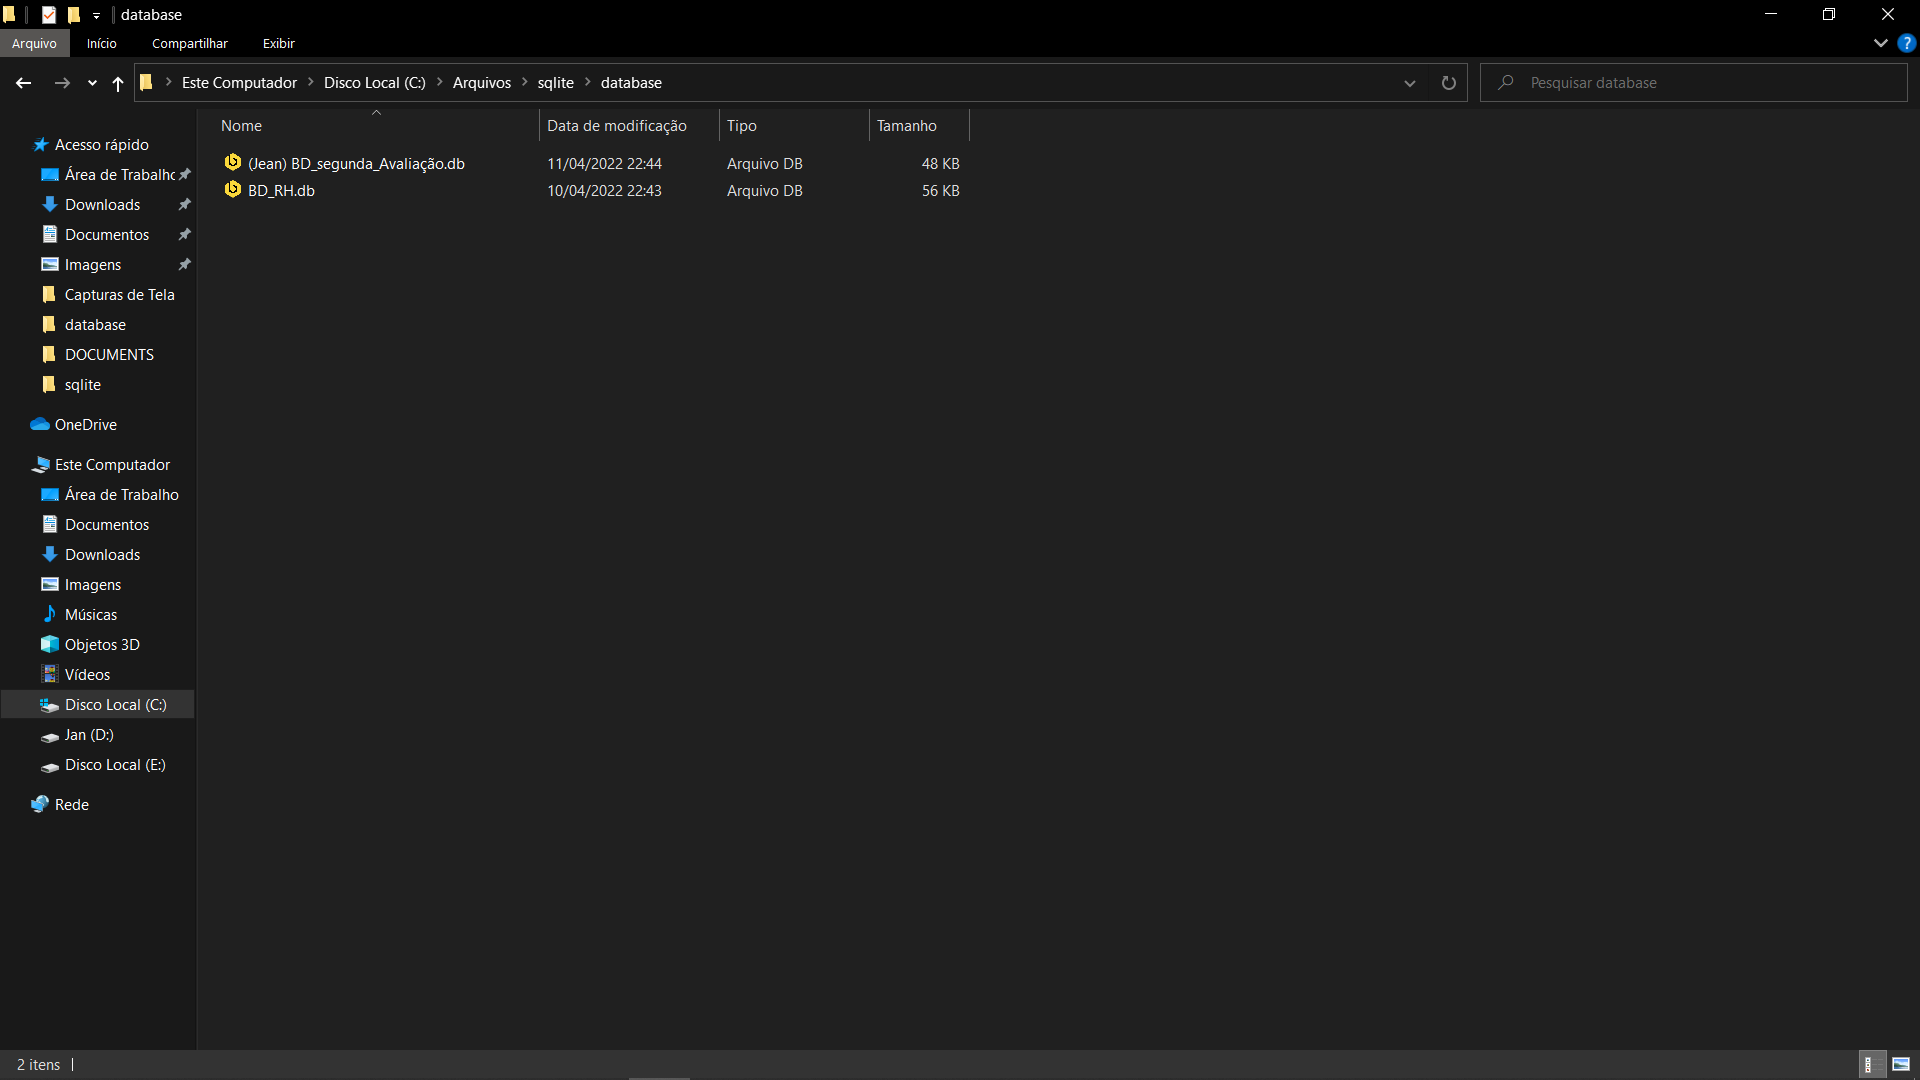 database
Arquivo Início Compartilhar Exibir
Este Computador Disco Local (C:) Arquivos sqlite database
Pesquisar database
Nome Data de modificação Tipo Tamanho
(Jean) BD_segunda_Avaliação.db 11/04/2022 22:44 Arquivo DB 48 KB
BD_RH.db 10/04/2022 22:43 Arquivo DB 56 KB
Acesso rápido
Área de Trabalho
Downloads
Documentos
Imagens
Capturas de Tela
database
DOCUMENTS
sqlite
OneDrive
Este Computador
Área de Trabalho
Documentos
Downloads
Imagens
Músicas
Objetos 3D
Vídeos
Disco Local (C:)
Jan (D:)
Disco Local (E:)
Rede
2 itens